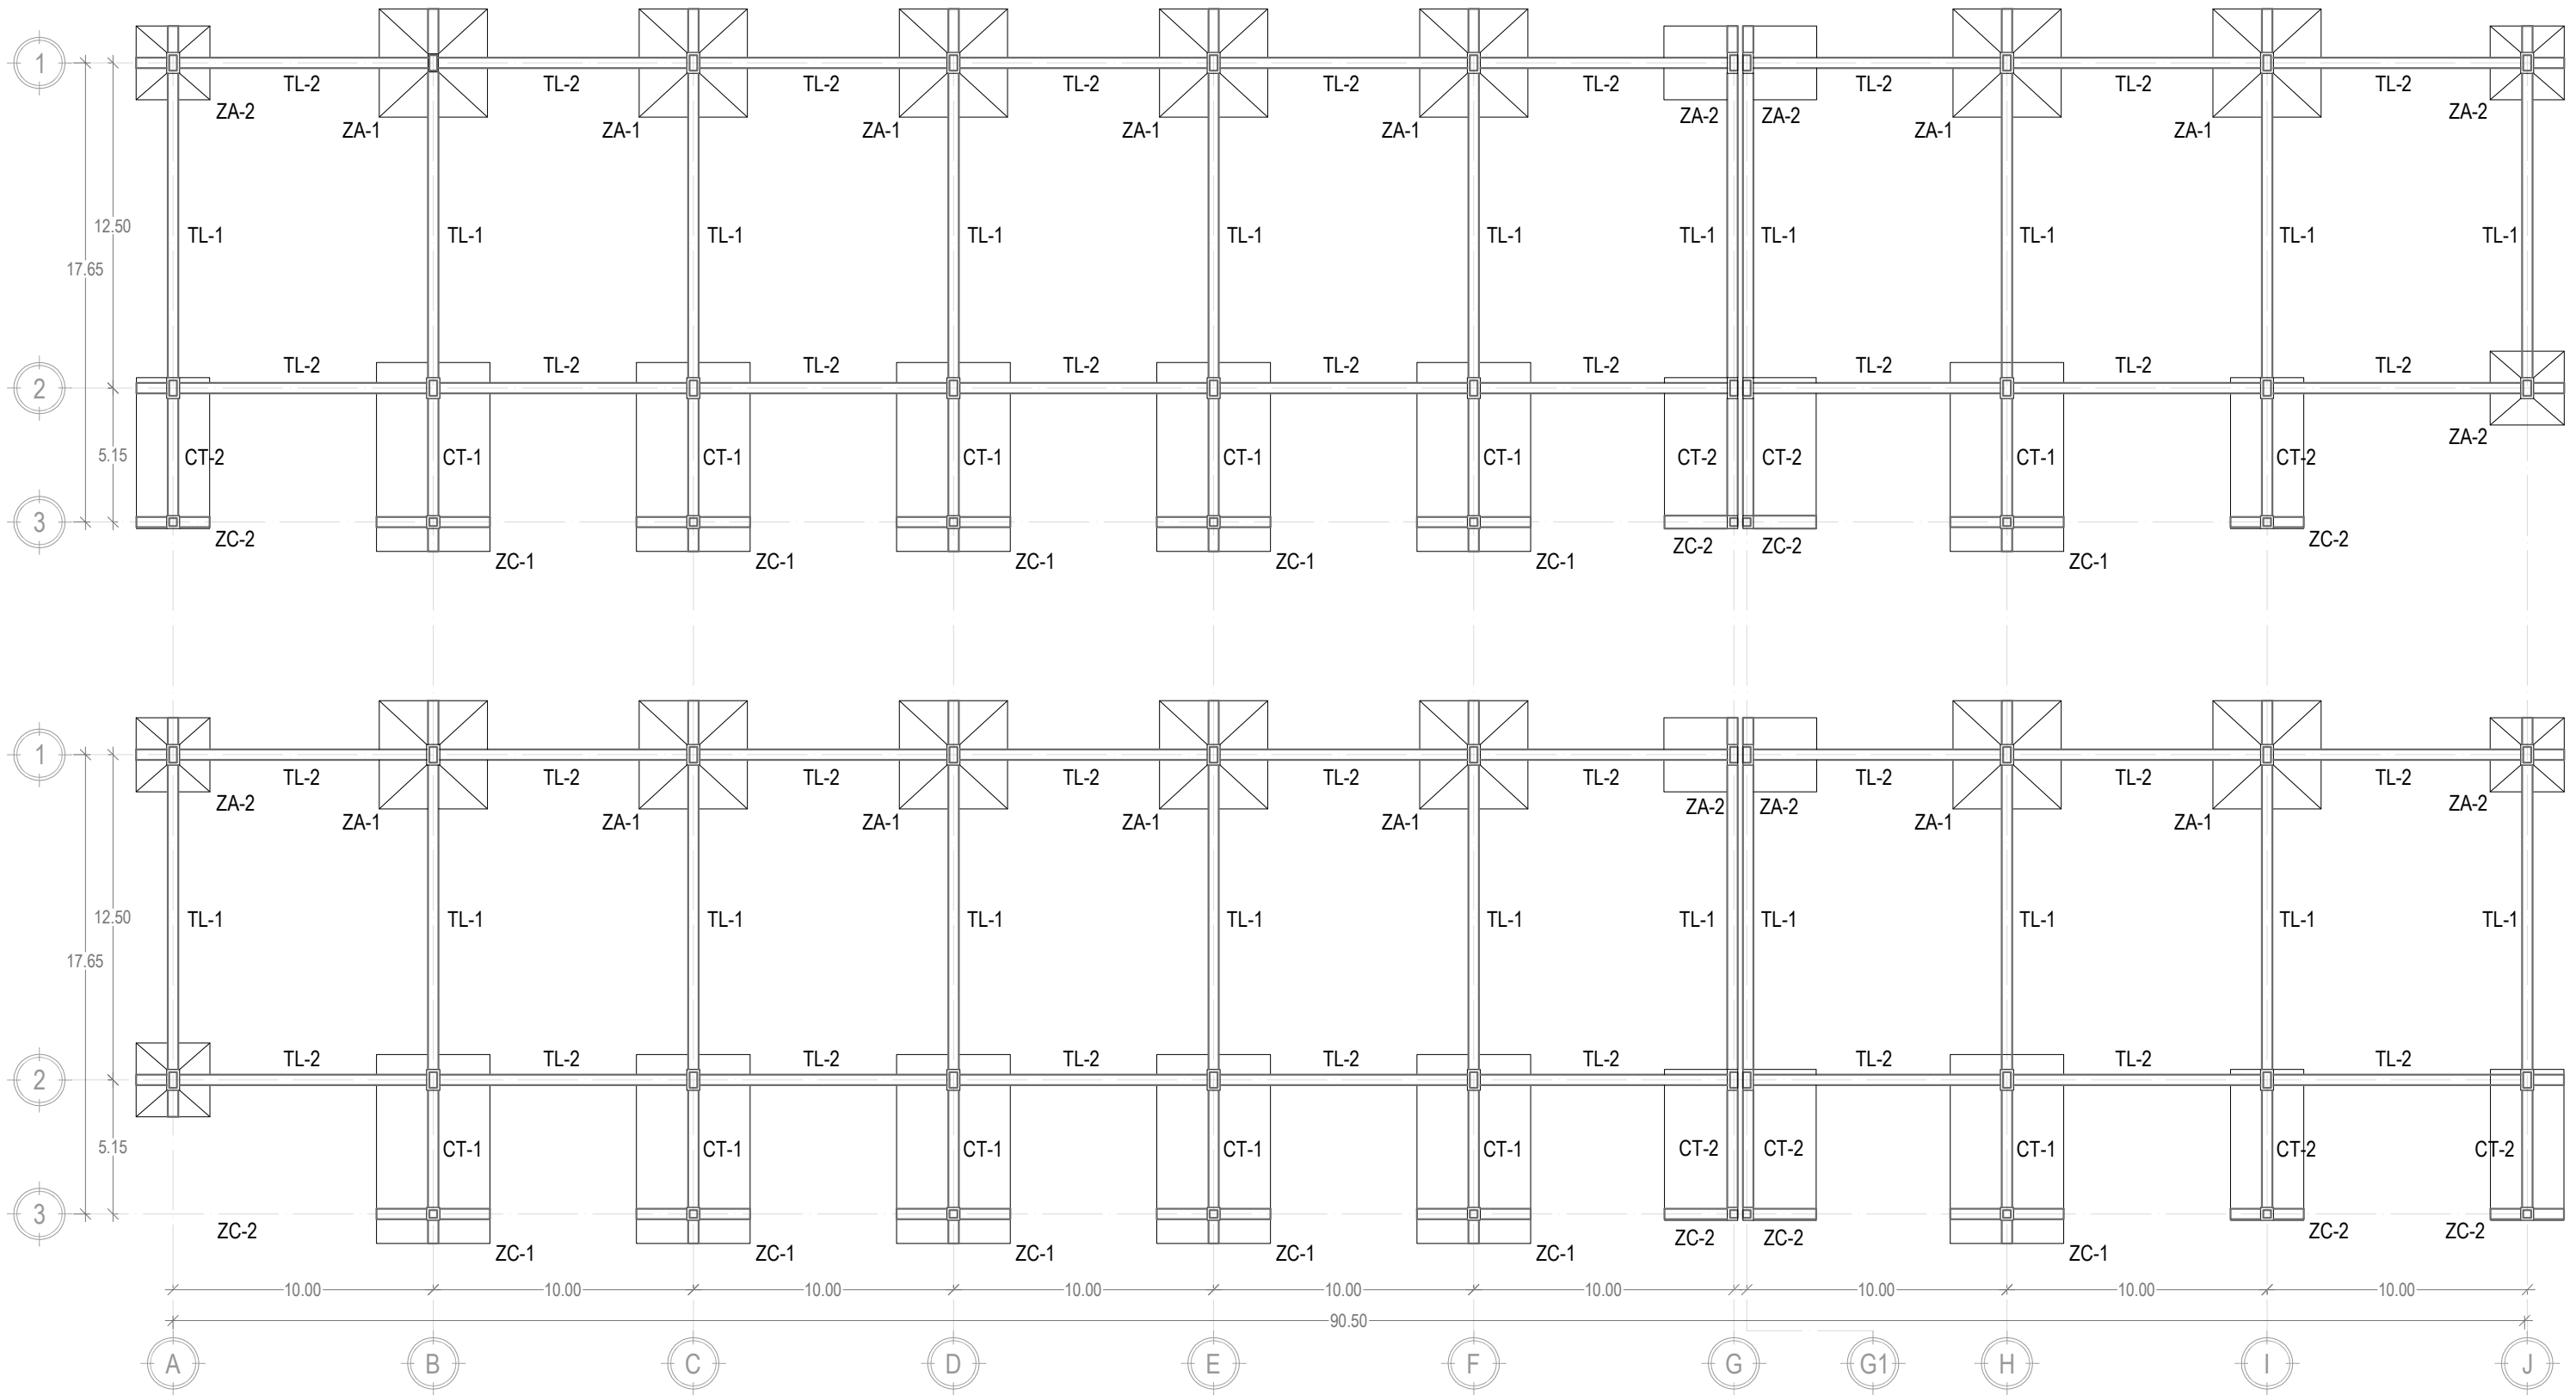 1
TL-2 TL-2 TL-2 TL-2 TL-2 TL-2 TL-2 TL-2 TL-2
ZA-2 ZA-2 ZA-2 ZA-2
ZA-1 ZA-1 ZA-1 ZA-1 ZA-1 ZA-1 ZA-1
12.50
TL-1 TL-1 TL-1 TL-1 TL-1 TL-1 TL-1 TL-1 TL-1 TL-1 TL-1
17.65
TL-2 TL-2 TL-2 TL-2 TL-2 TL-2 TL-2 TL-2 TL-2
2
ZA-2
5.15
CT-2 CT-1 CT-1 CT-1 CT-1 CT-1 CT-2 CT-2 CT-1 CT-2
3
ZC-2 ZC-2 ZC-2 ZC-2
ZC-1 ZC-1 ZC-1 ZC-1 ZC-1 ZC-1
1
TL-2 TL-2 TL-2 TL-2 TL-2 TL-2 TL-2 TL-2 TL-2
ZA-2 ZA-2 ZA-2 ZA-2
ZA-1 ZA-1 ZA-1 ZA-1 ZA-1 ZA-1 ZA-1
12.50
TL-1 TL-1 TL-1 TL-1 TL-1 TL-1 TL-1 TL-1 TL-1 TL-1 TL-1
17.65
TL-2 TL-2 TL-2 TL-2 TL-2 TL-2 TL-2 TL-2 TL-2
2
5.15
CT-1 CT-1 CT-1 CT-1 CT-1 CT-2 CT-2 CT-1 CT-2 CT-2
3
ZC-2 ZC-2 ZC-2 ZC-2 ZC-2
ZC-1 ZC-1 ZC-1 ZC-1 ZC-1 ZC-1
10.00 10.00 10.00 10.00 10.00 10.00 10.00 10.00 10.00
90.50
A B C D E F G G1 H I J